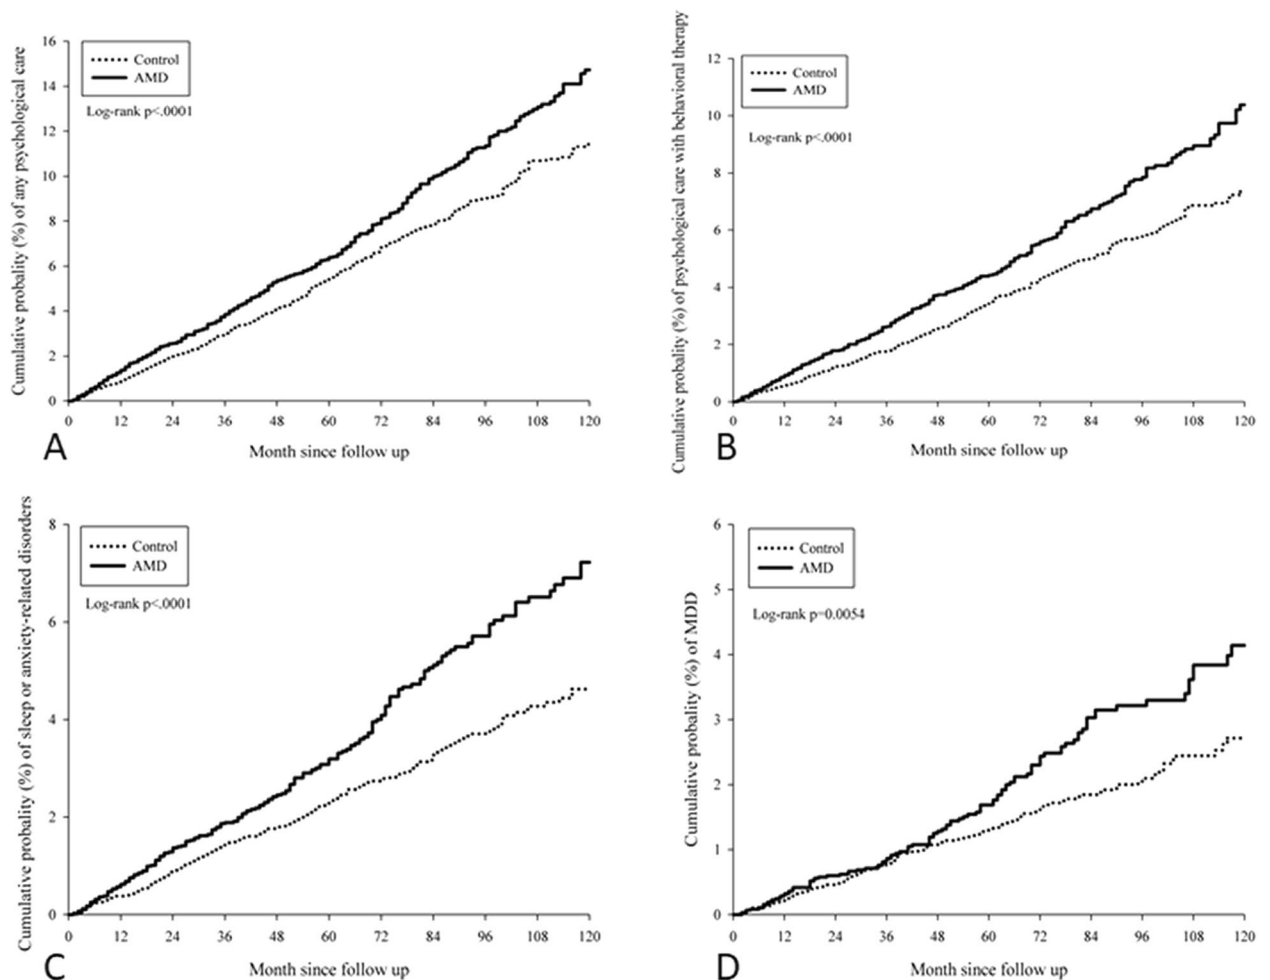 Cumulative probality (%) of any psychological care
16
14
12
10
8
6
4
2
0
Control
AMD
Log-rank p<.0001
0 12 24 36 48 60 72 84 96 108 120
Month since follow up
A
Cumulative probality (%) of psychological care with behavioral therapy
12
10
8
6
4
2
0
Control
AMD
Log-rank p<.0001
0 12 24 36 48 60 72 84 96 108 120
Month since follow up
B
Cumulative probality (%) of sleep or anxiety-related disorders
8
6
4
2
0
Control
AMD
Log-rank p<.0001
0 12 24 36 48 60 72 84 96 108 120
Month since follow up
C
Cumulative probality (%) of MDD
6
5
4
3
2
1
0
Control
AMD
Log-rank p=0.0054
0 12 24 36 48 60 72 84 96 108 120
Month since follow up
D